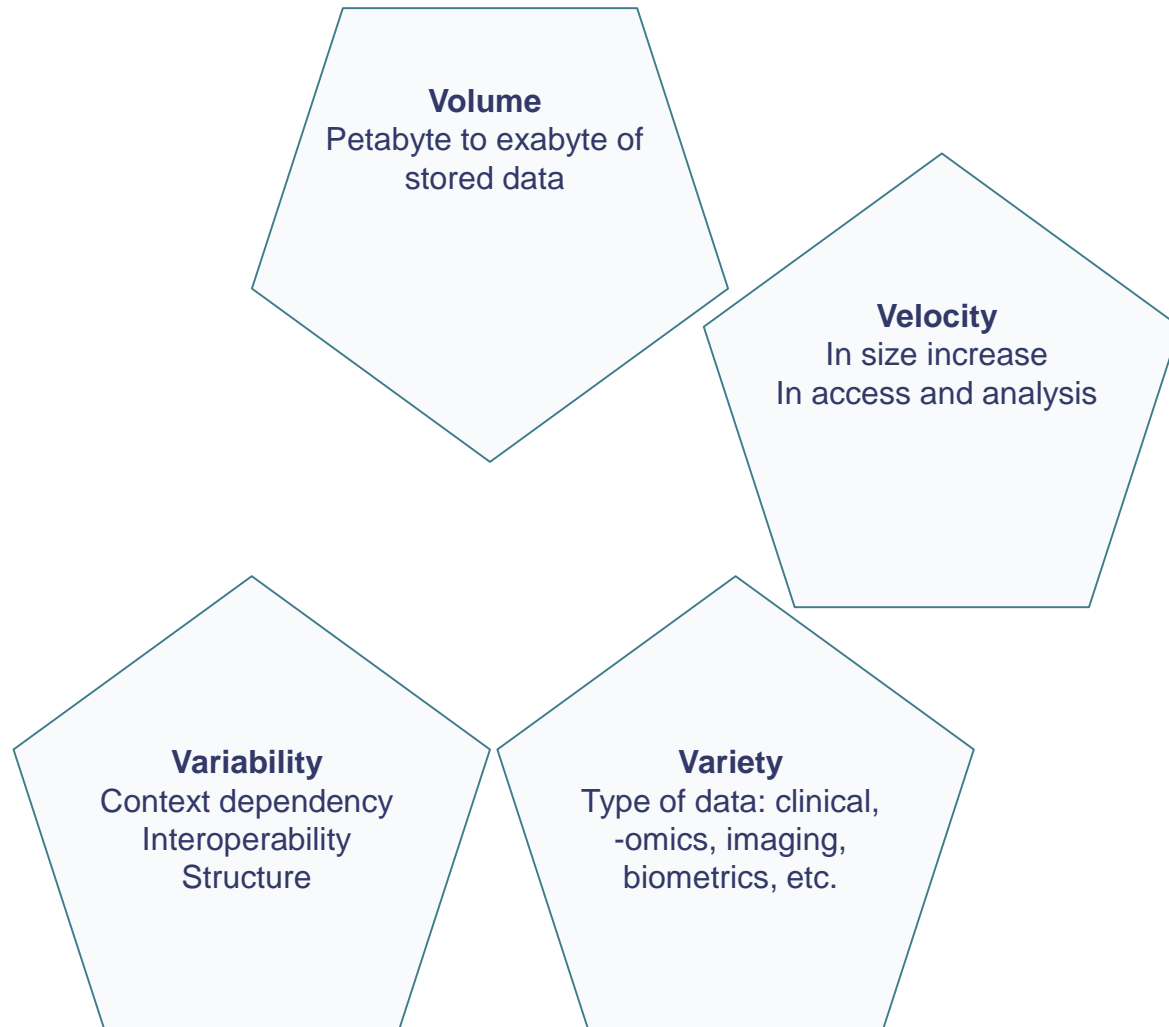 Volume
Petabyte to exabyte of
stored data
Velocity
In size increase
In access and analysis
Variability
Context dependency
Interoperability
Structure
Variety
Type of data: clinical,
-omics, imaging,
biometrics, etc.